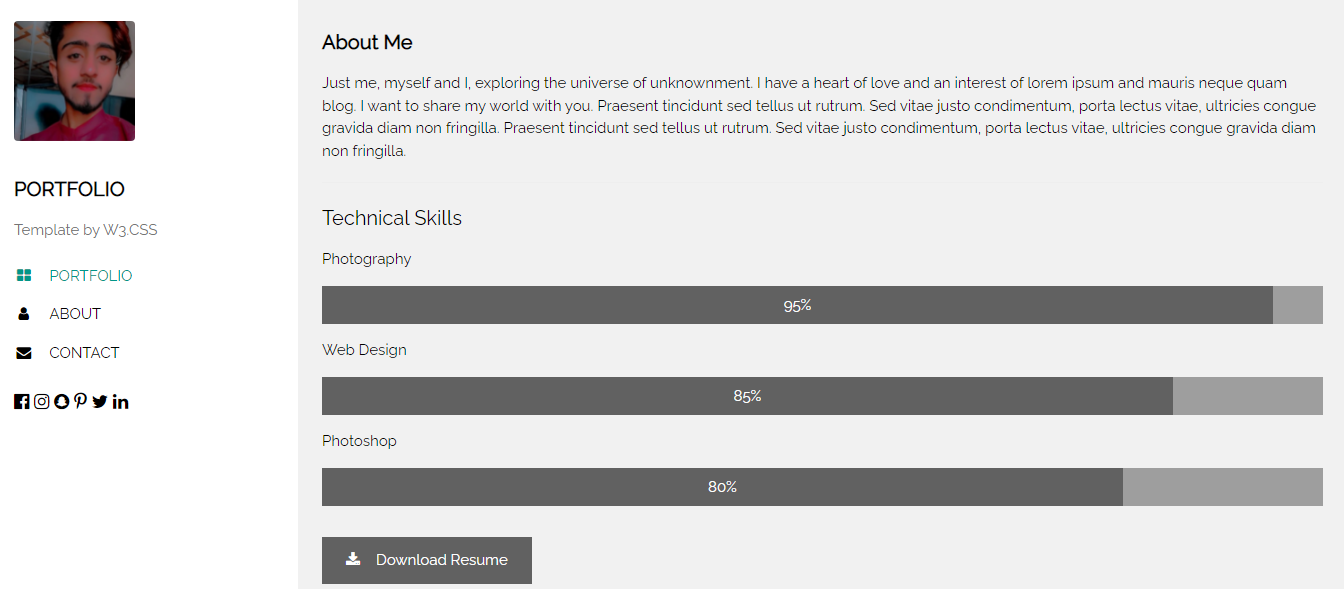 PORTFOLIO
Template by W3.CSS
PORTFOLIO
ABOUT
CONTACT
About Me
Just me, myself and I, exploring the universe of unknownment. I have a heart of love and an interest of lorem ipsum and mauris neque quam
blog. I want to share my world with you. Praesent tincidunt sed tellus ut rutrum. Sed vitae justo condimentum, porta lectus vitae, ultricies congue
gravida diam non fringilla. Praesent tincidunt sed tellus ut rutrum. Sed vitae justo condimentum, porta lectus vitae, ultricies congue gravida diam
non fringilla.
Technical Skills
Photography
95%
Web Design
85%
Photoshop
80%
Download Resume